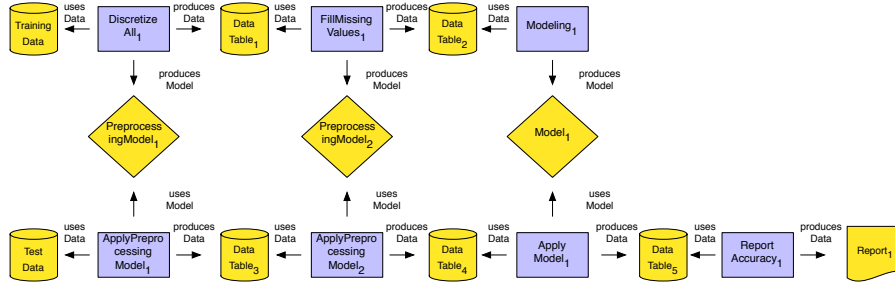 Training
Data
uses
Data
Discretize
All1
produces
Data
Data
Table1
uses
Data
FillMissing
Values1
produces
Data
Data
Table2
uses
Data
Modeling1
produces
Model
produces
Model
produces
Model
Preprocess
ingModel1
Preprocess
ingModel2
Model1
uses
Model
uses
Model
uses
Model
Test
Data
uses
Data
ApplyPrepro
cessing
Model1
produces
Data
Data
Table3
uses
Data
ApplyPrepro
cessing
Model2
produces
Data
Data
Table4
uses
Data
Apply
Model1
produces
Data
Data
Table5
uses
Data
Report
Accuracy1
produces
Data
Report1